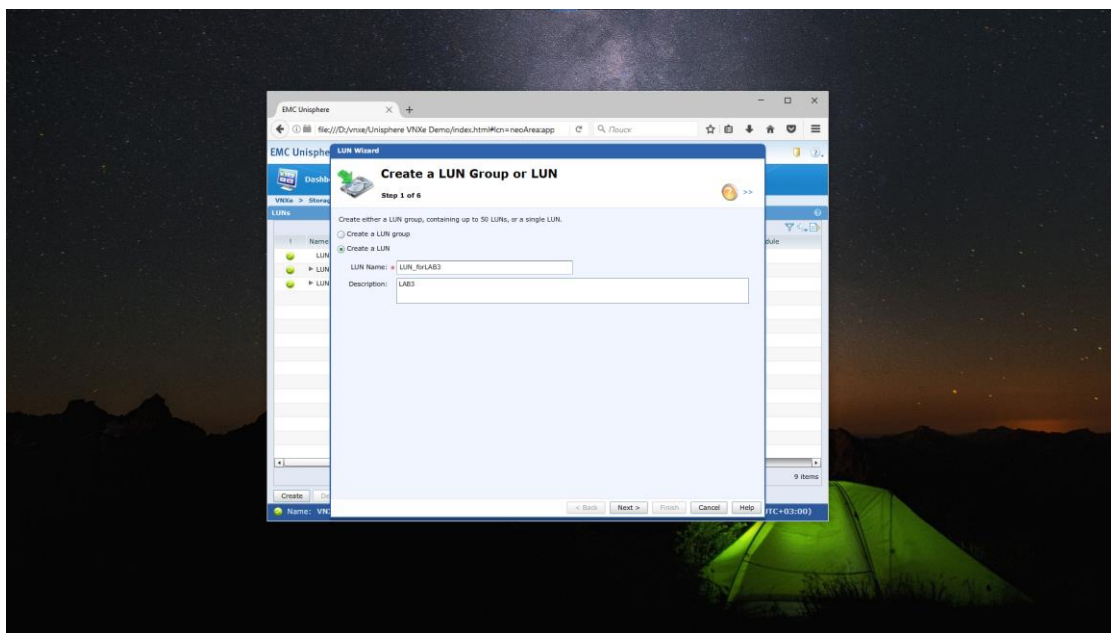 EMC Unisphere
file:///D:/vnxe/Unisphere VNXe Demo/index.html#lcn=neoArea:app
Поиск
EMC Unisphe
LUN Wizard
Dashb
Create a LUN Group or LUN
Step 1 of 6
>>
VNXe > Storag
LUNs
Create either a LUN group, containing up to 50 LUNs, or a single LUN.
Create a LUN group
! Name
dule
Create a LUN
LUN
LUN Name: * LUN_forLAB3
LUN
Description: LAB3
LUN
9 items
Create De
< Back Next > Finish Cancel Help
Name: VN
UTC+03:00)